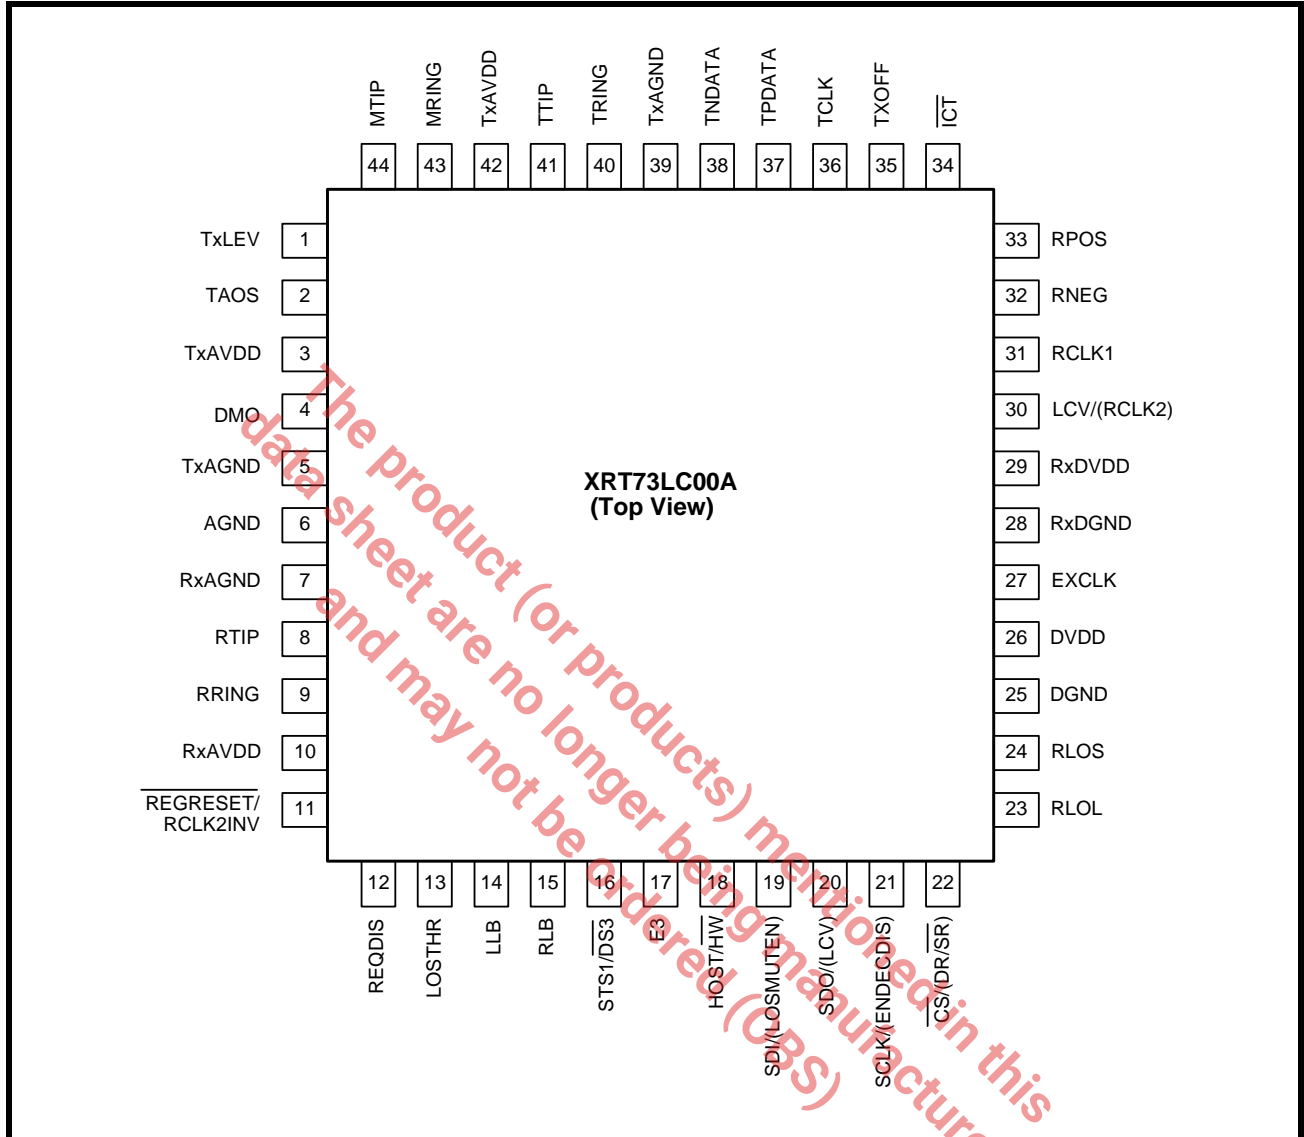 MTIP
MRING
TxAVDD
TTIP
TRING
TxAGND
TNDATA
TPDATA
TCLK
TXOFF
ICT
44 43 42 41 40 39 38 37 36 35 34
TxLEV 1
TAOS 2
TxAVDD 3
DMO 4
TxAGND 5
AGND 6
RxAGND 7
RTIP 8
RRING 9
RxAVDD 10
REGRESET/
RCLK2INV
11
XRT73LC00A
(Top View)
33 RPOS
32 RNEG
31 RCLK1
30 LCV/(RCLK2)
29 RxDVDD
28 RxDGND
27 EXCLK
26 DVDD
25 DGND
24 RLOS
23 RLOL
12 13 14 15 16 17 18 19 20 21 22
REQDIS
LOSTHR
LLB
RLB
STS1/DS3
E3
HOST/HW
SDI/(LOSMUTEN)
SDO/(LCV)
SCLK/(ENDECDIS)
CS/(DR/SR)
The product (or products) mentioned in this
data sheet are no longer being manufacture
and may not be ordered (OBS)